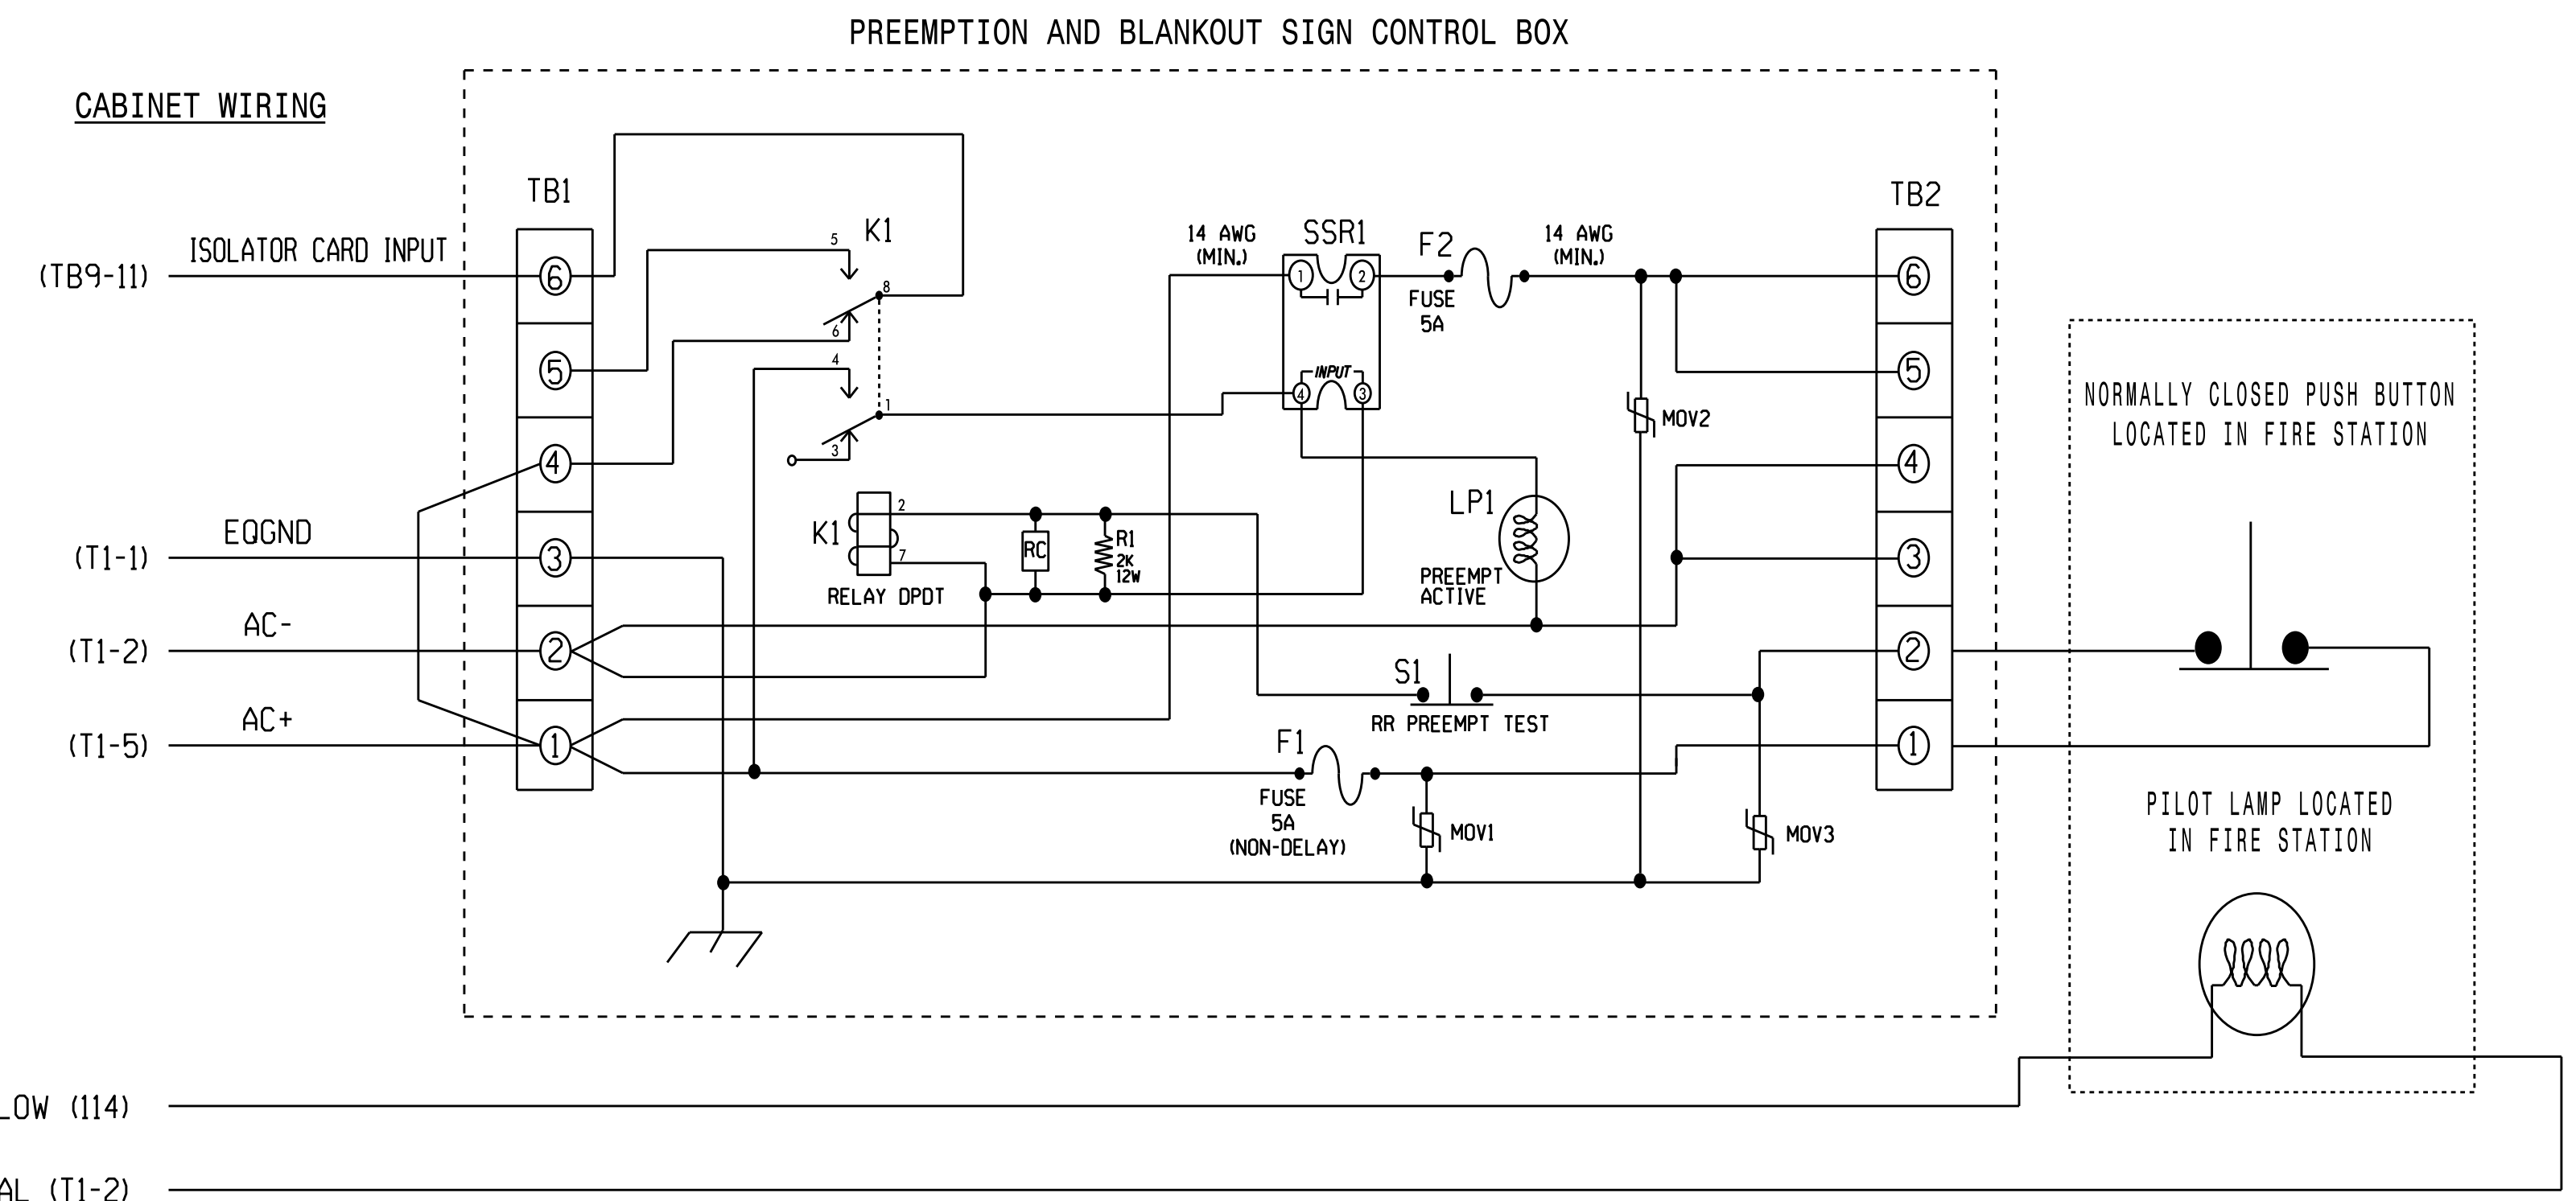 PREEMPTION AND BLANKOUT SIGN CONTROL BOX
CABINET WIRING
TB1
TB2
(TB9-11)
ISOLATOR CARD INPUT
6
5
4
3
2
1
EQGND
(T1-1)
AC-
(T1-2)
AC+
(T1-5)
5
K1
8
6
4
1
3
K1
2
7
RELAY DPDT
RC
R1
2K
12W
14 AWG
(MIN.)
SSR1
1
2
INPUT
4
3
F2
FUSE
5A
14 AWG
(MIN.)
MOV2
LP1
PREEMPT
ACTIVE
S1
RR PREEMPT TEST
F1
FUSE
5A
(NON-DELAY)
MOV1
MOV3
6
5
4
3
2
1
NORMALLY CLOSED PUSH BUTTON
LOCATED IN FIRE STATION
PILOT LAMP LOCATED
IN FIRE STATION
LOW (114)
AL (T1-2)